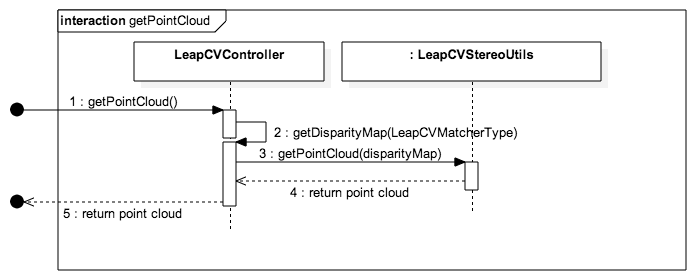 interaction getPointCloud
LeapCVController
: LeapCVStereoUtils
1 : getPointCloud()
2 : getDisparityMap(LeapCVMatcherType)
3 : getPointCloud(disparityMap)
4 : return point cloud
5 : return point cloud